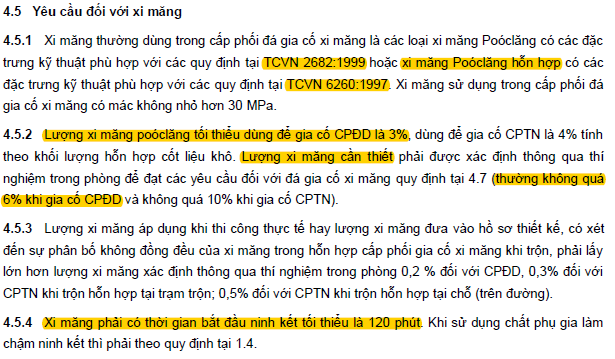 4.5 Yêu cầu đối với xi măng
4.5.1 Xi măng thường dùng trong cấp phối đá gia cố xi măng là các loại xi măng Poóclăng có các đặc
trưng kỹ thuật phù hợp với các quy định tại TCVN 2682:1999 hoặc xi măng Poóclăng hỗn hợp có các
đặc trưng kỹ thuật phù hợp với các quy định tại TCVN 6260:1997. Xi măng sử dụng trong cấp phối đá
gia cố xi măng có mác không nhỏ hơn 30 MPa.
4.5.2 Lượng xi măng poóclăng tối thiểu dùng để gia cố CPĐD là 3%, dùng để gia cố CPTN là 4% tính
theo khối lượng hỗn hợp cốt liệu khô. Lượng xi măng cần thiết phải được xác định thông qua thí
nghiệm trong phòng để đạt các yêu cầu đối với đá gia cố xi măng quy định tại 4.7 (thường không quá
6% khi gia cố CPĐD và không quá 10% khi gia cố CPTN).
4.5.3 Lượng xi măng áp dụng khi thi công thực tế hay lượng xi măng đưa vào hồ sơ thiết kế, có xét
đến sự phân bố không đồng đều của xi măng trong hỗn hợp cấp phối gia cố xi măng khi trộn, phải lấy
lớn hơn lượng xi măng xác định thông qua thí nghiệm trong phòng 0,2 % đối với CPĐD, 0,3% đối với
CPTN khi trộn hỗn hợp tại trạm trộn; 0,5% đối với CPTN khi trộn hỗn hợp tại chỗ (trên đường).
4.5.4 Xi măng phải có thời gian bắt đầu ninh kết tối thiểu là 120 phút. Khi sử dụng chất phụ gia làm
chậm ninh kết thì phải theo quy định tại 1.4.